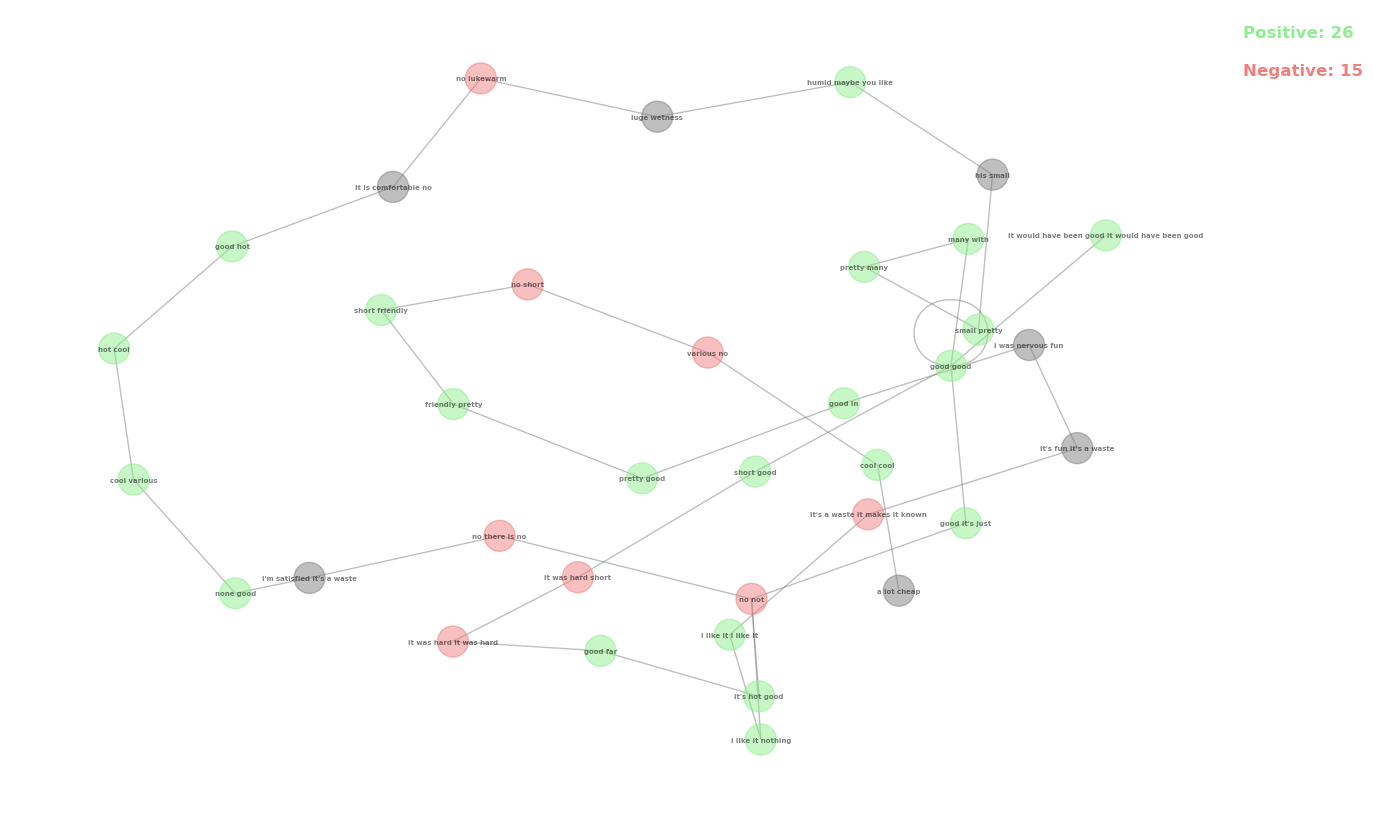 Positive: 26
Negative: 15
no lukewarm
humid maybe you like
luge wetness
his small
It is comfortable no
many with
It would have been good It would have been good
good hot
pretty many
no short
short friendly
small pretty
I was nervous fun
hot cool
various no
good good
good in
friendly pretty
It's fun It's a waste
cool cool
short good
pretty good
cool various
It's a waste It makes it known
good It's just
no there is no
It was hard short
I'm satisfied It's a waste
a lot cheap
none good
no not
I like it I like it
It was hard It was hard
good far
It's hot good
I like it nothing